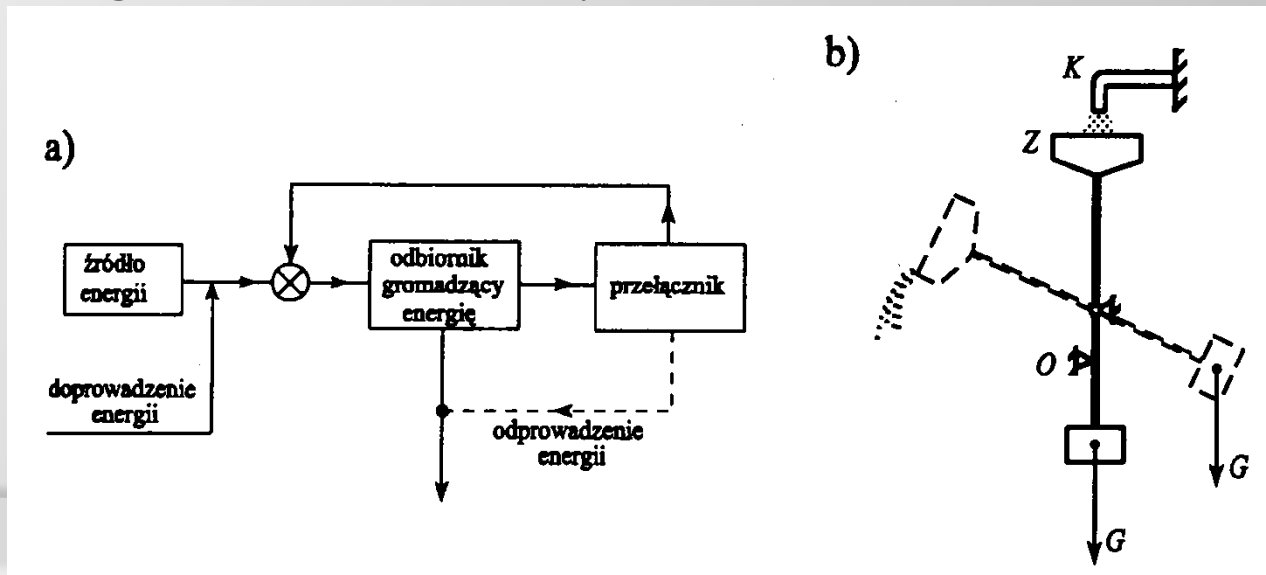 a)
źródło
energii
odbiornik
gromadzący
energię
przełącznik
doprowadzenie
energii
odprowadzenie
energii
b)
K
Z
O
G
G